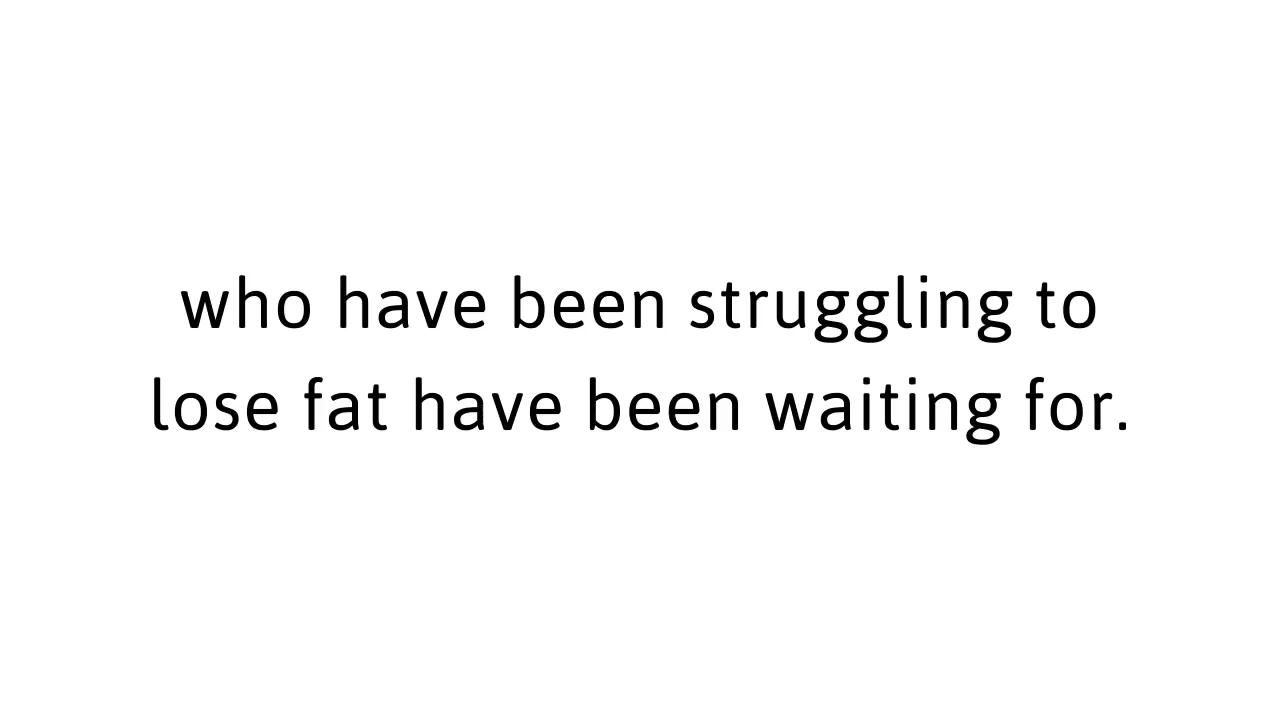 who have been struggling to
lose fat have been waiting for.